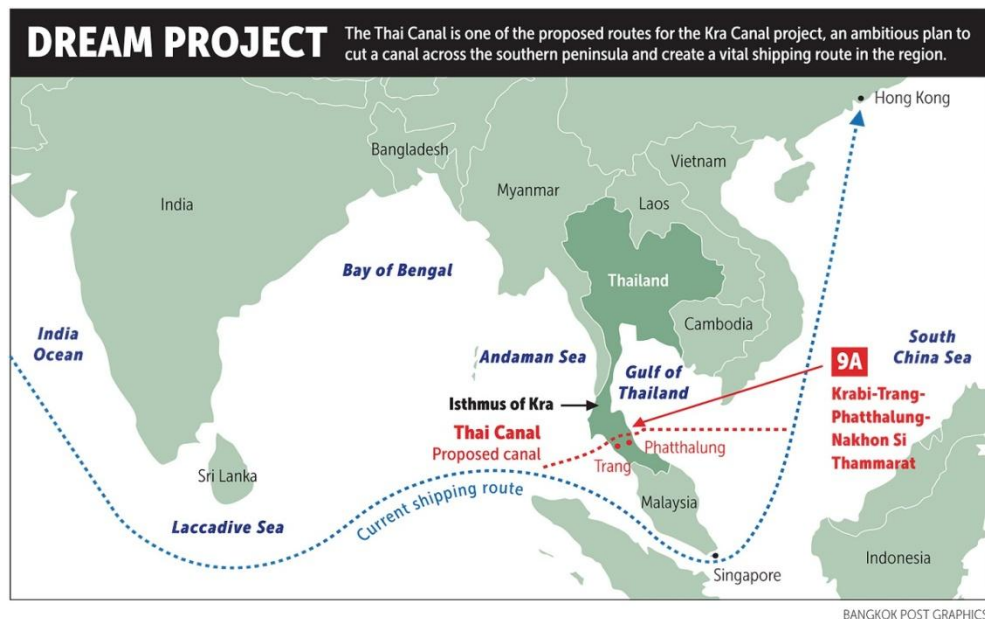 DREAM PROJECT
The Thai Canal is one of the proposed routes for the Kra Canal project, an ambitious plan to
cut a canal across the southern peninsula and create a vital shipping route in the region.
Hong Kong
Bangladesh
Vietnam
Myanmar
India
Laos
Bay of Bengal
Thailand
India
Ocean
Cambodia
South
China Sea
Andaman Sea
Gulf of
Thailand
9A
Isthmus of Kra
Krabi-Trang-
Phatthalung-
Nakhon Si
Thammarat
Thai Canal
Proposed canal
Phatthalung
Trang
Sri Lanka
Current shipping route
Malaysia
Laccadive Sea
Indonesia
Singapore
BANGKOK POST GRAPHICS